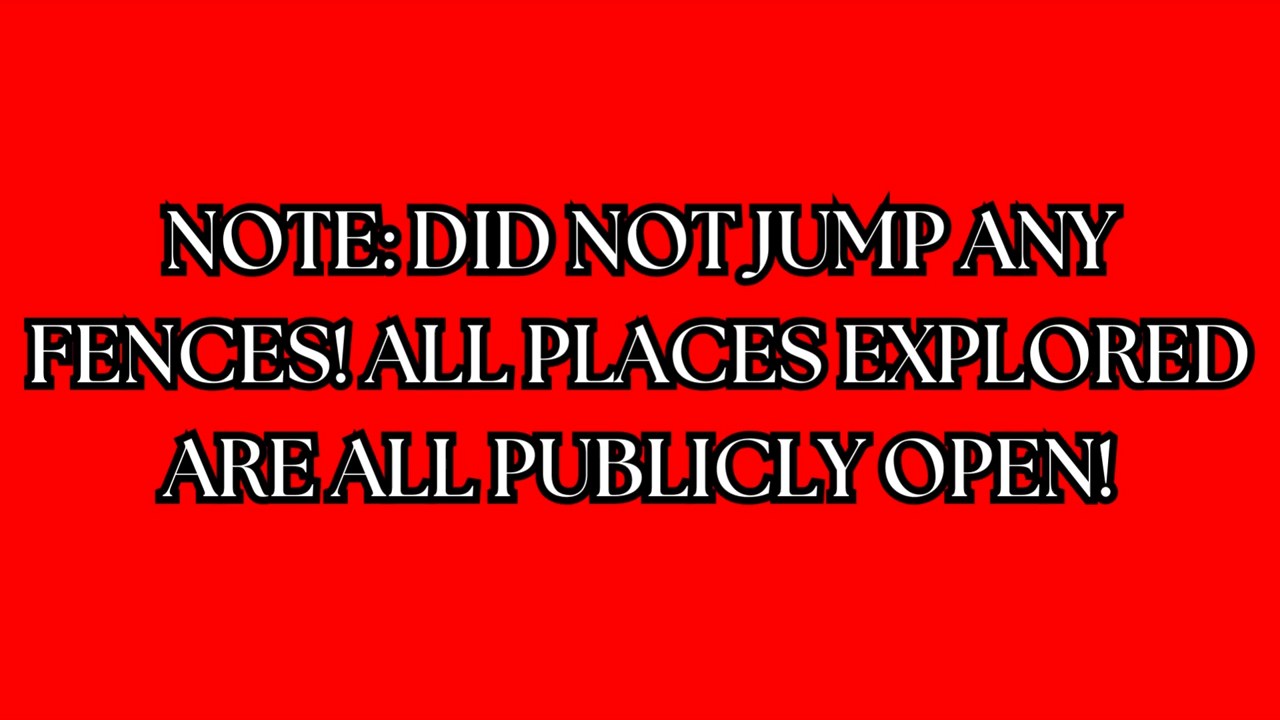 NOTE: DID NOT JUMP ANY
FENCES! ALL PLACES EXPLORED
ARE ALL PUBLICLY OPEN!